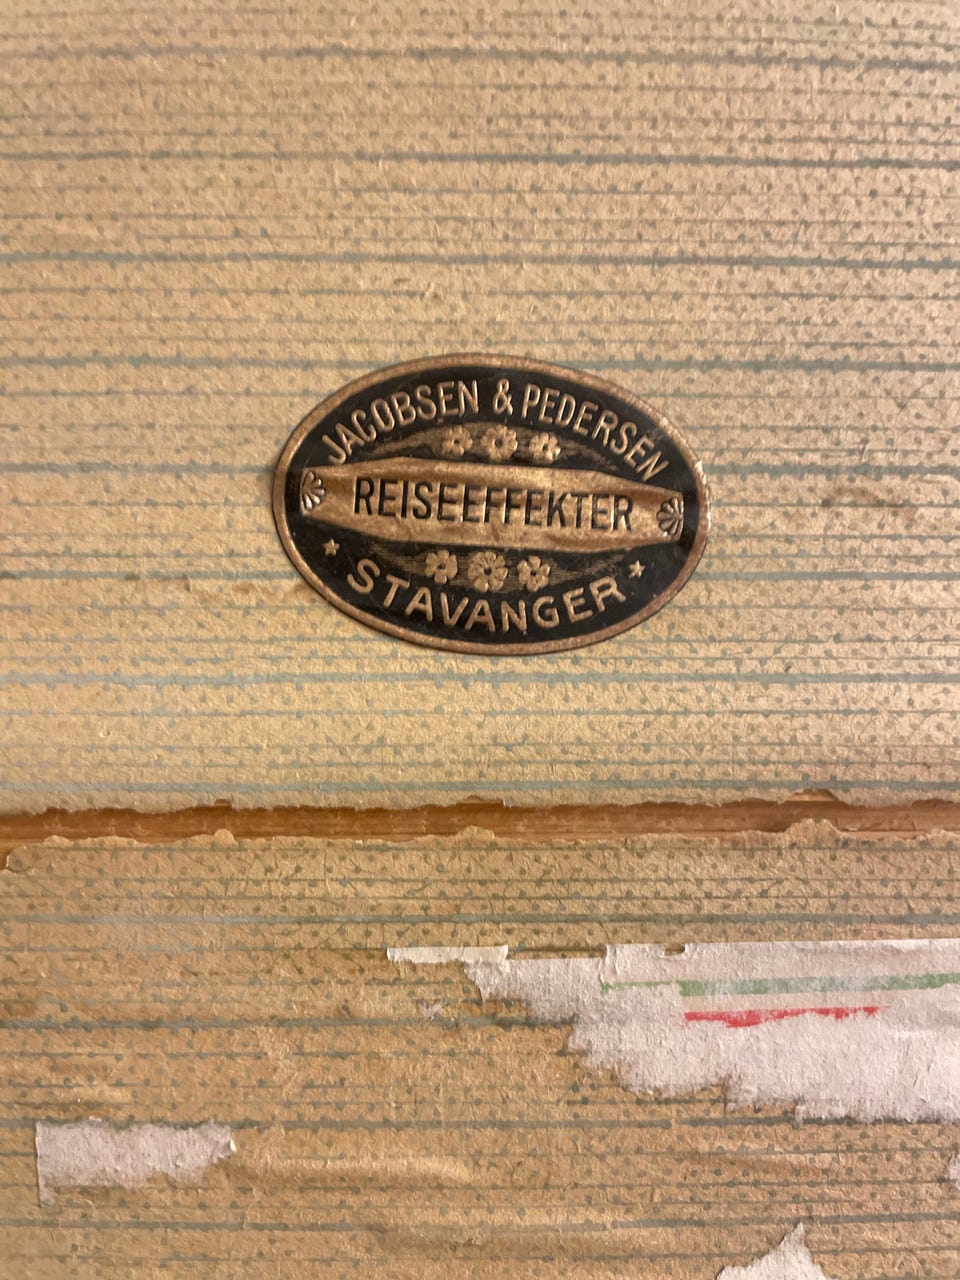 JACOBSEN & PEDERSEN
REISEEFFEKTER
STAVANGER